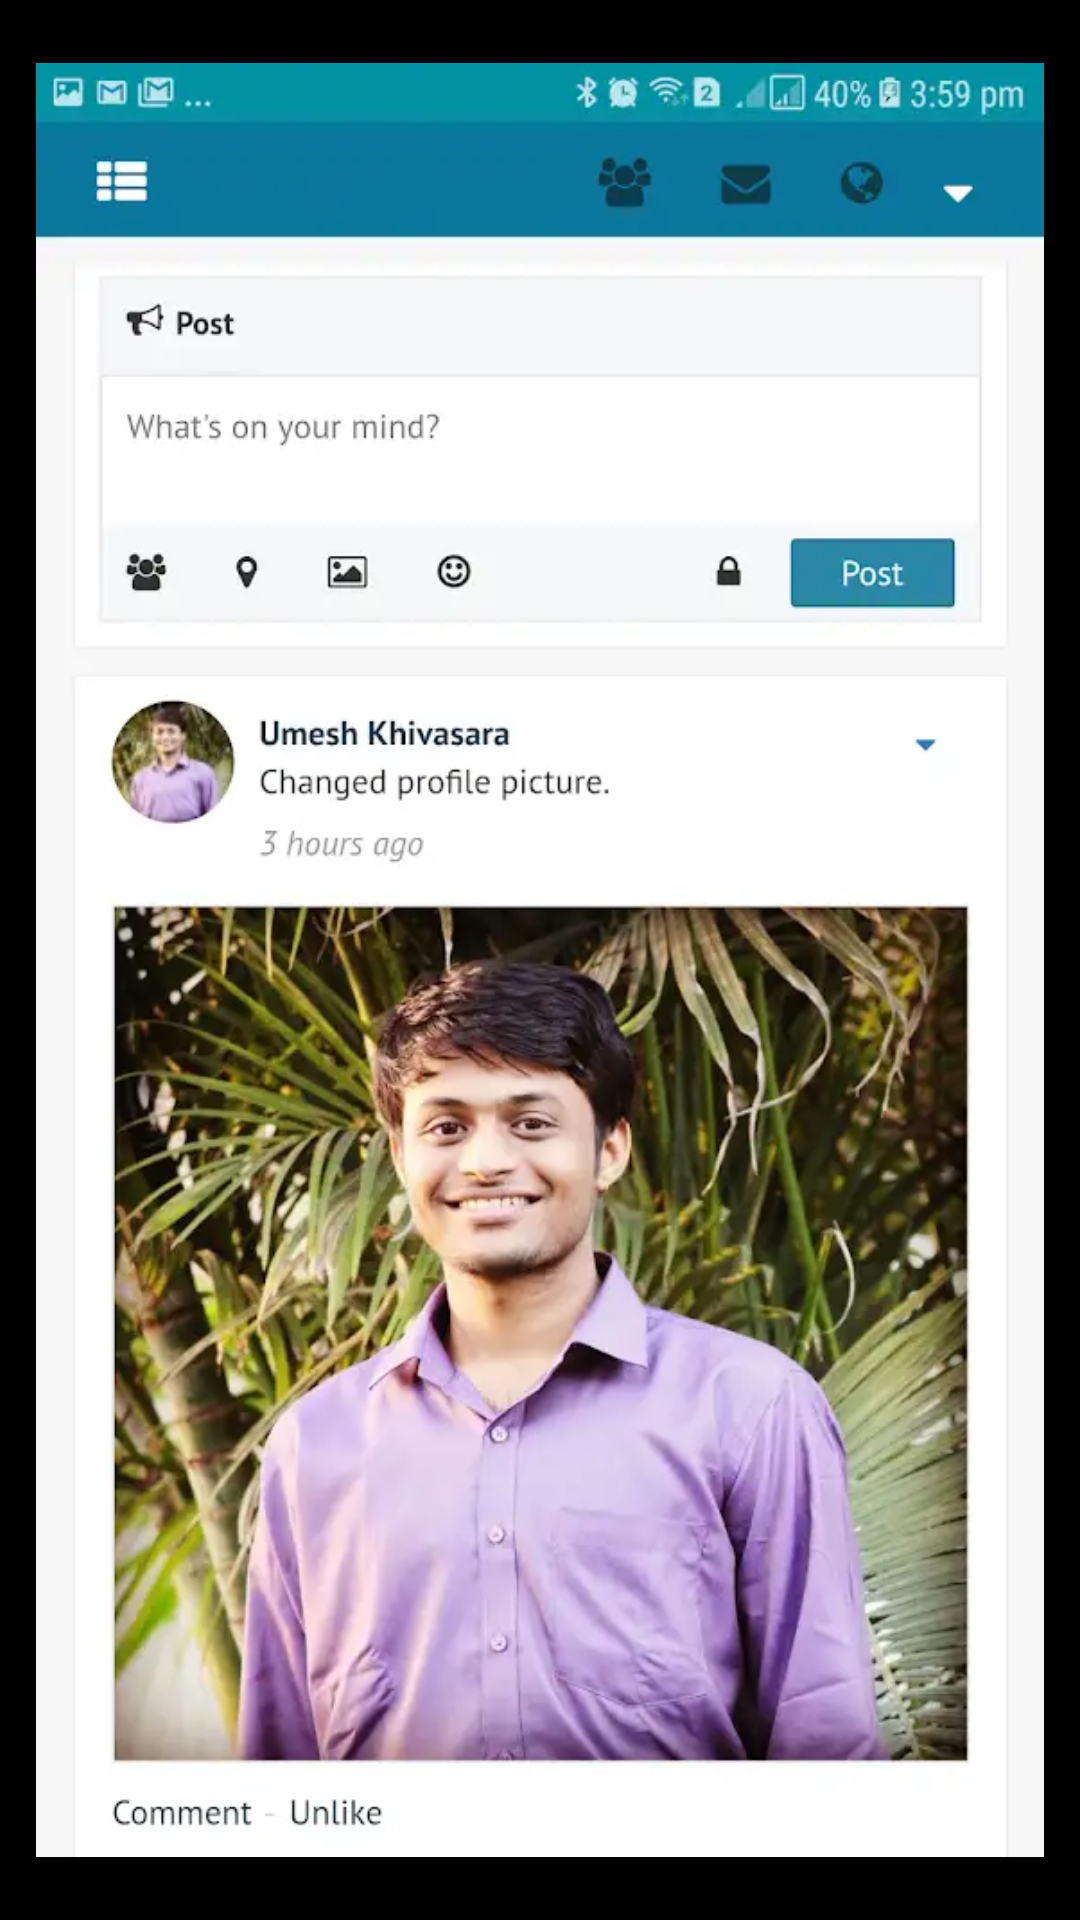 ... 2 40% 3:59 pm
Post
What's on your mind?
Post
Umesh Khivasara
Changed profile picture.
3 hours ago
Comment - Unlike